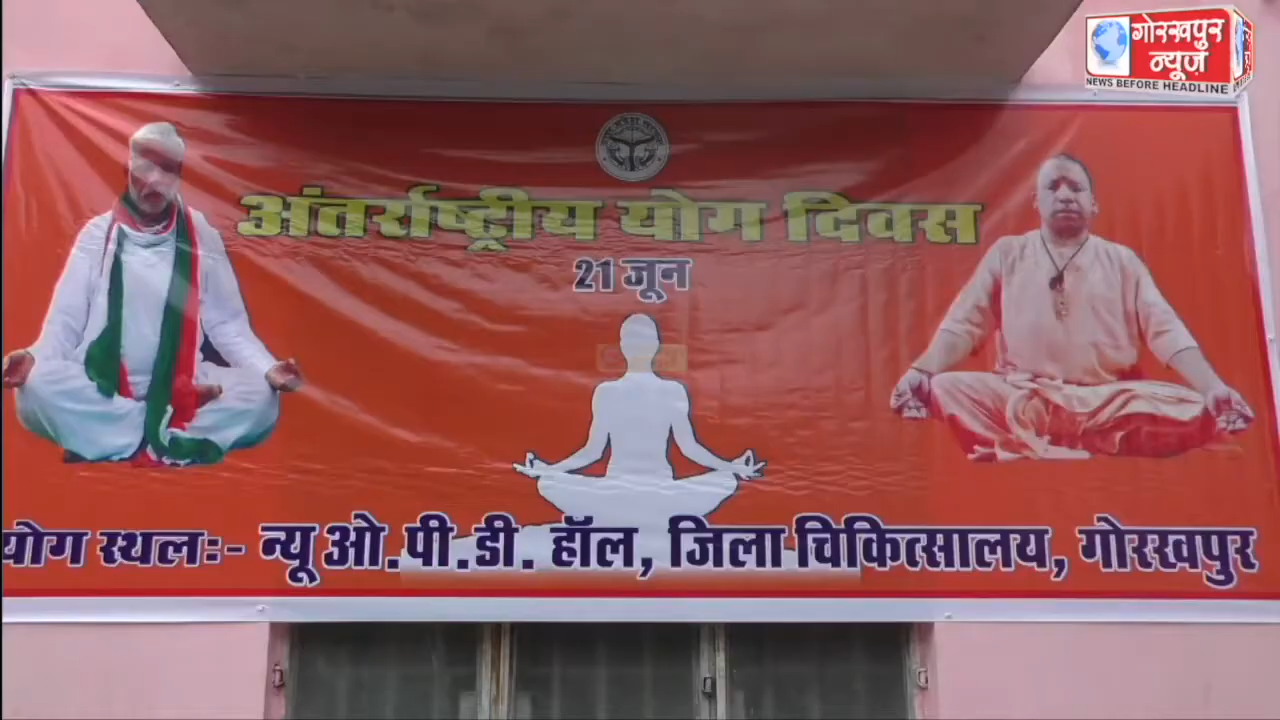 गोरखपुर
न्यूज़
NEWS BEFORE HEADLINE
अंतर्राष्ट्रीय योग दिवस
21 जून
योग स्थलः- न्यू ओ.पी.डी. हॉल, जिला चिकित्सालय, गोरखपुर